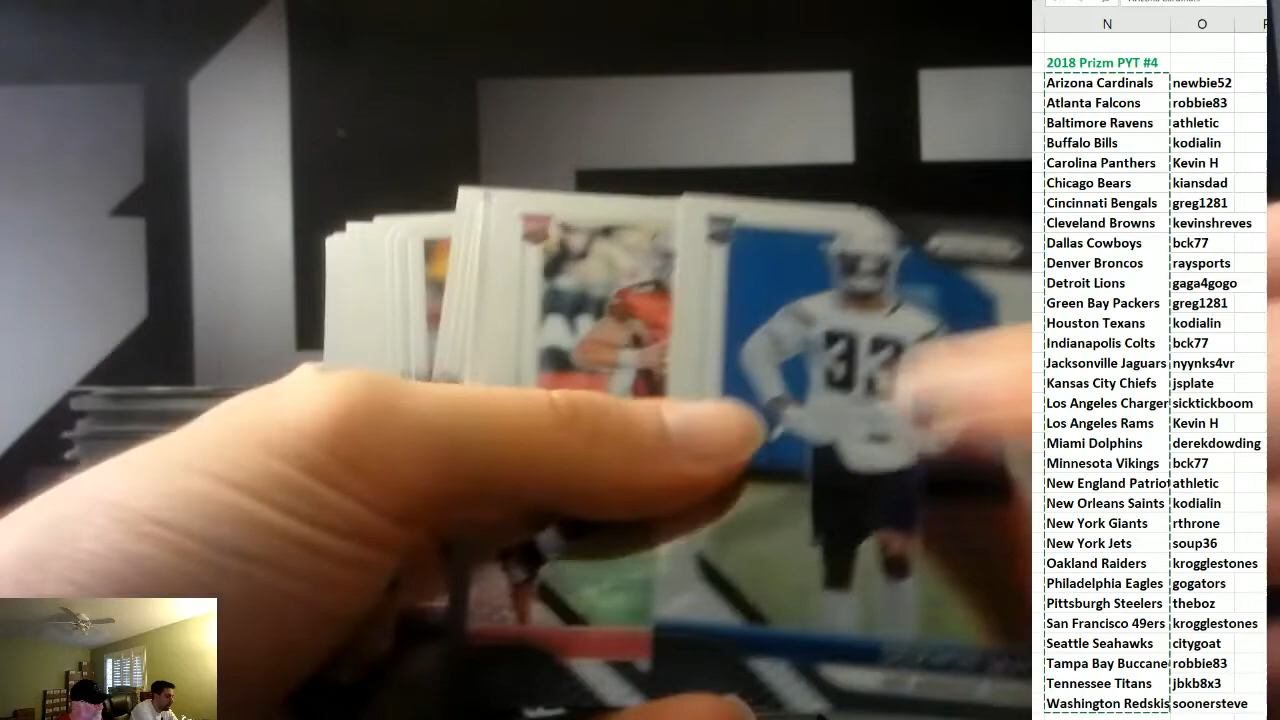 N O
2018 Prizm PYT #4
Arizona Cardinals newbie52
Atlanta Falcons robbie83
Baltimore Ravens athletic
Buffalo Bills kodialin
Carolina Panthers Kevin H
Chicago Bears kiansdad
Cincinnati Bengals greg1281
Cleveland Browns kevinshreves
Dallas Cowboys bck77
Denver Broncos raysports
Detroit Lions gaga4gogo
Green Bay Packers greg1281
Houston Texans kodialin
Indianapolis Colts bck77
Jacksonville Jaguars nyynks4vr
Kansas City Chiefs jsplate
Los Angeles Charger sicktickboom
Los Angeles Rams Kevin H
Miami Dolphins derekdowding
Minnesota Vikings bck77
New England Patriot athletic
New Orleans Saints kodialin
New York Giants rthrone
New York Jets soup36
Oakland Raiders krogglestones
Philadelphia Eagles gogators
Pittsburgh Steelers theboz
San Francisco 49ers krogglestones
Seattle Seahawks citygoat
Tampa Bay Buccane robbie83
Tennessee Titans jbkb8x3
Washington Redskis soonersteve
33